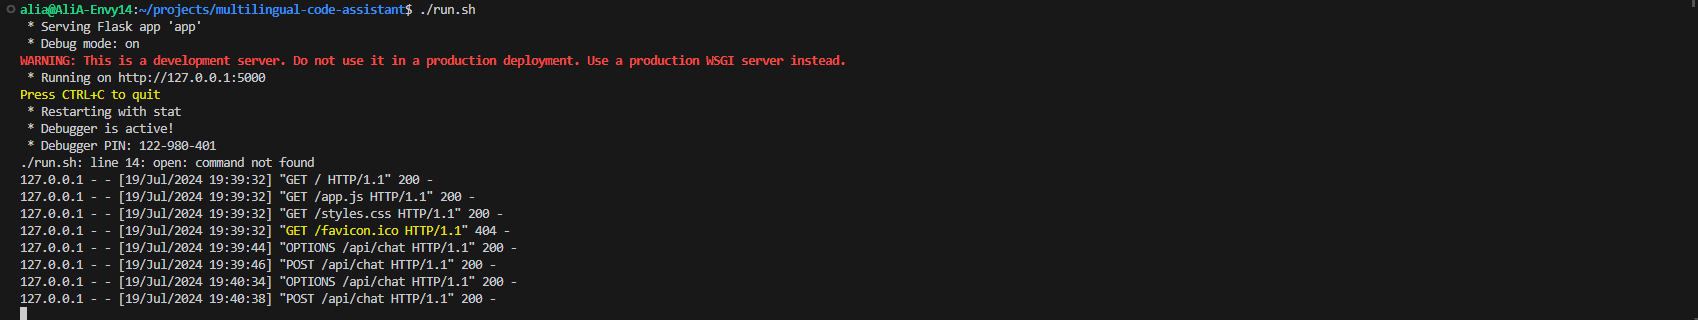 alia@AliA-Envy14:~/projects/multilingual-code-assistant$ ./run.sh
 * Serving Flask app 'app'
 * Debug mode: on
WARNING: This is a development server. Do not use it in a production deployment. Use a production WSGI server instead.
 * Running on http://127.0.0.1:5000
Press CTRL+C to quit
 * Restarting with stat
 * Debugger is active!
 * Debugger PIN: 122-980-401
./run.sh: line 14: open: command not found
127.0.0.1 - - [19/Jul/2024 19:39:32] "GET / HTTP/1.1" 200 -
127.0.0.1 - - [19/Jul/2024 19:39:32] "GET /app.js HTTP/1.1" 200 -
127.0.0.1 - - [19/Jul/2024 19:39:32] "GET /styles.css HTTP/1.1" 200 -
127.0.0.1 - - [19/Jul/2024 19:39:32] "GET /favicon.ico HTTP/1.1" 404 -
127.0.0.1 - - [19/Jul/2024 19:39:44] "OPTIONS /api/chat HTTP/1.1" 200 -
127.0.0.1 - - [19/Jul/2024 19:39:46] "POST /api/chat HTTP/1.1" 200 -
127.0.0.1 - - [19/Jul/2024 19:40:34] "OPTIONS /api/chat HTTP/1.1" 200 -
127.0.0.1 - - [19/Jul/2024 19:40:38] "POST /api/chat HTTP/1.1" 200 -